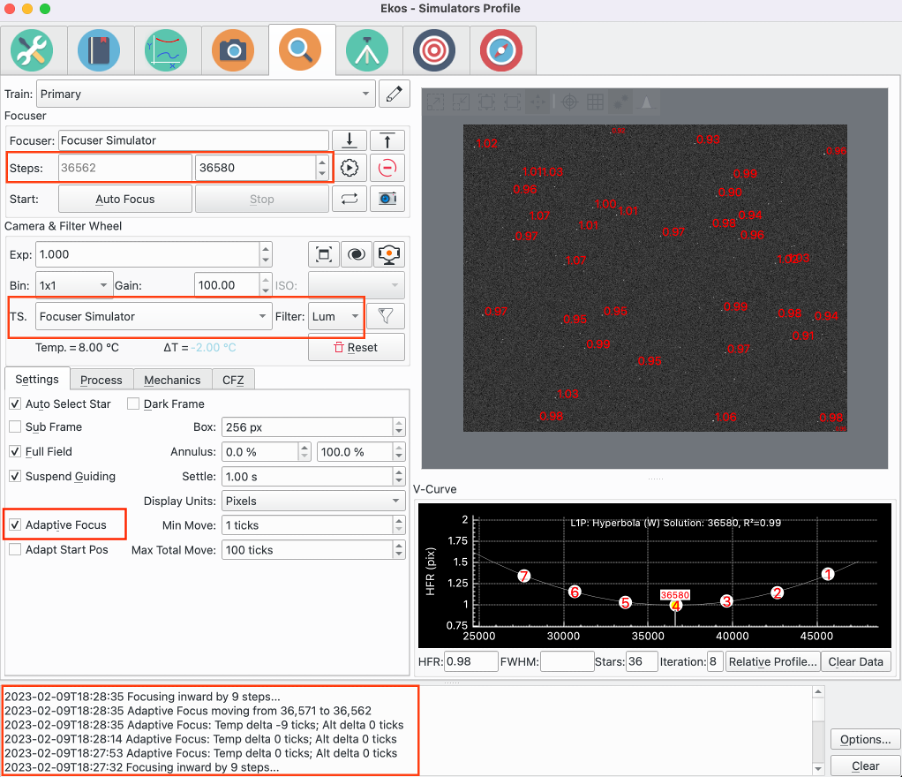 Ekos - Simulators Profile
Train: Primary
Focuser
Focuser: Focuser Simulator
Steps: 36562 36580
Start: Auto Focus Stop
Camera & Filter Wheel
Exp: 1.000
Bin: 1x1 Gain: 100.00 ISO:
TS. Focuser Simulator Filter: Lum
Temp. = 8.00 °C ΔT = -2.00 °C Reset
Settings Process Mechanics CFZ
Auto Select Star Dark Frame
Sub Frame Box: 256 px
Full Field Annulus: 0.0 % 100.0 %
Suspend Guiding Settle: 1.00 s
Display Units: Pixels
Adaptive Focus Min Move: 1 ticks
Adapt Start Pos Max Total Move: 100 ticks
1.02 0.93
1.01 1.03 0.99
0.96 0.90
1.00 1.01
1.07 0.94
1.01 0.98
0.92 0.97 0.96
1.07 1.02
0.97 0.95 0.96 0.89 0.98 0.94
0.99 0.97 0.91
0.95
1.03
0.98 1.06 0.98
V-Curve
L1P: Hyperbola (W) Solution: 36580, R²=0.99
HFR (pix)
2
1.75
1.5
1.25
1
0.75
7 6 5 4 3 2 1
36580
25000 30000 35000 40000 45000
HFR: 0.98 FWHM: Stars: 36 Iteration: 8 Relative Profile... Clear Data
2023-02-09T18:28:35 Focusing inward by 9 steps...
2023-02-09T18:28:35 Adaptive Focus moving from 36,571 to 36,562
2023-02-09T18:28:35 Adaptive Focus: Temp delta -9 ticks; Alt delta 0 ticks
2023-02-09T18:28:14 Adaptive Focus: Temp delta 0 ticks; Alt delta 0 ticks
2023-02-09T18:27:53 Adaptive Focus: Temp delta 0 ticks; Alt delta 0 ticks
2023-02-09T18:27:32 Focusing inward by 9 steps...
Options...
Clear